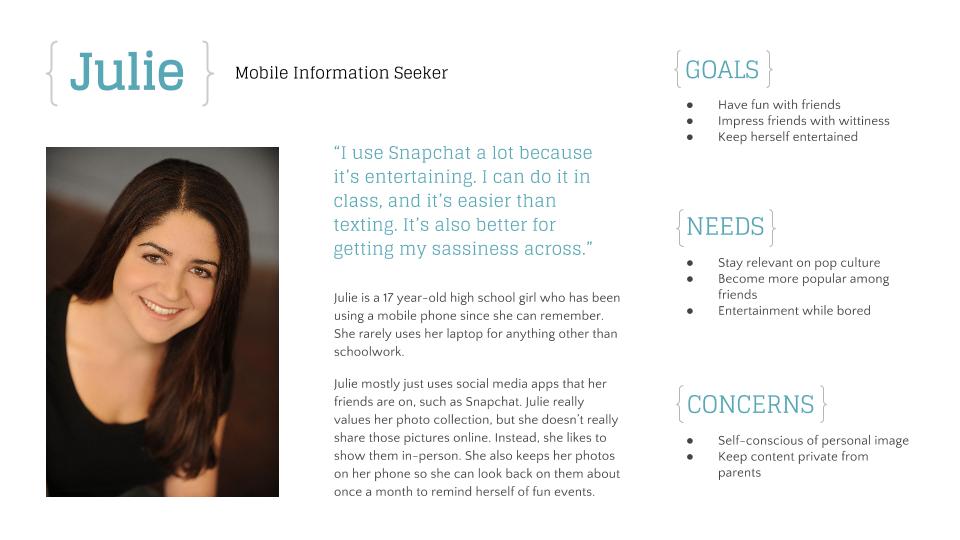 { Julie }
Mobile Information Seeker
“I use Snapchat a lot because
it’s entertaining. I can do it in
class, and it’s easier than
texting. It’s also better for
getting my sassiness across.”
Julie is a 17 year-old high school girl who has been
using a mobile phone since she can remember.
She rarely uses her laptop for anything other than
schoolwork.
Julie mostly just uses social media apps that her
friends are on, such as Snapchat. Julie really
values her photo collection, but she doesn’t really
share those pictures online. Instead, she likes to
show them in-person. She also keeps her photos
on her phone so she can look back on them about
once a month to remind herself of fun events.
{GOALS}
● Have fun with friends
● Impress friends with wittiness
● Keep herself entertained
{NEEDS}
● Stay relevant on pop culture
● Become more popular among
friends
● Entertainment while bored
{CONCERNS}
● Self-conscious of personal image
● Keep content private from
parents